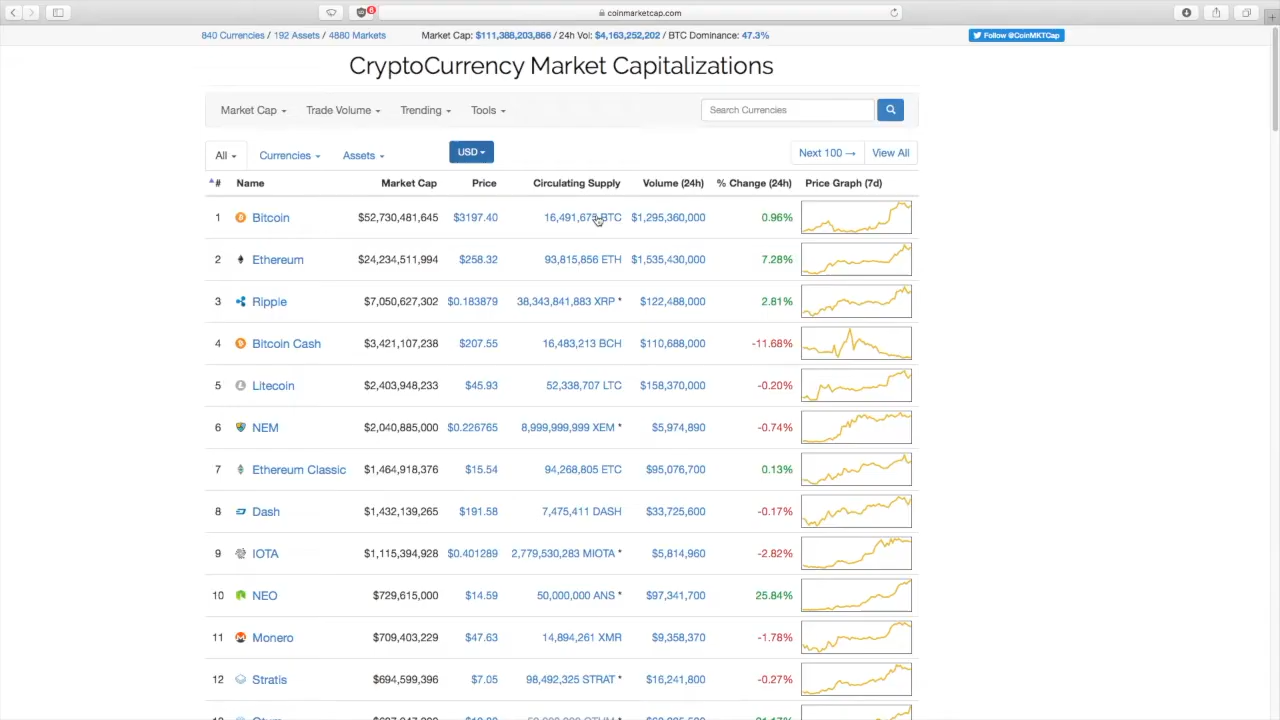 coinmarketcap.com
6
840 Currencies / 192 Assets / 4880 Markets Market Cap: $111,388,203,866 / 24h Vol: $4,163,252,202 / BTC Dominance: 47.3% Follow @CoinMKTCap
CryptoCurrency Market Capitalizations
Market Cap Trade Volume Trending Tools Search Currencies
All Currencies Assets USD Next 100 → View All
# Name Market Cap Price Circulating Supply Volume (24h) % Change (24h) Price Graph (7d)
1 Bitcoin $52,730,481,645 $3197.40 16,491,675 BTC $1,295,360,000 0.96%
2 Ethereum $24,234,511,994 $258.32 93,815,856 ETH $1,535,430,000 7.28%
3 Ripple $7,050,627,302 $0.183879 38,343,841,883 XRP * $122,488,000 2.81%
4 Bitcoin Cash $3,421,107,238 $207.55 16,483,213 BCH $110,688,000 -11.68%
5 Litecoin $2,403,948,233 $45.93 52,338,707 LTC $158,370,000 -0.20%
6 NEM $2,040,885,000 $0.226765 8,999,999,999 XEM * $5,974,890 -0.74%
7 Ethereum Classic $1,464,918,376 $15.54 94,268,805 ETC $95,076,700 0.13%
8 Dash $1,432,139,265 $191.58 7,475,411 DASH $33,725,600 -0.17%
9 IOTA $1,115,394,928 $0.401289 2,779,530,283 MIOTA * $5,814,960 -2.82%
10 NEO $729,615,000 $14.59 50,000,000 ANS * $97,341,700 25.84%
11 Monero $709,403,229 $47.63 14,894,261 XMR $9,358,370 -1.78%
12 Stratis $694,599,396 $7.05 98,492,325 STRAT * $16,241,800 -0.27%